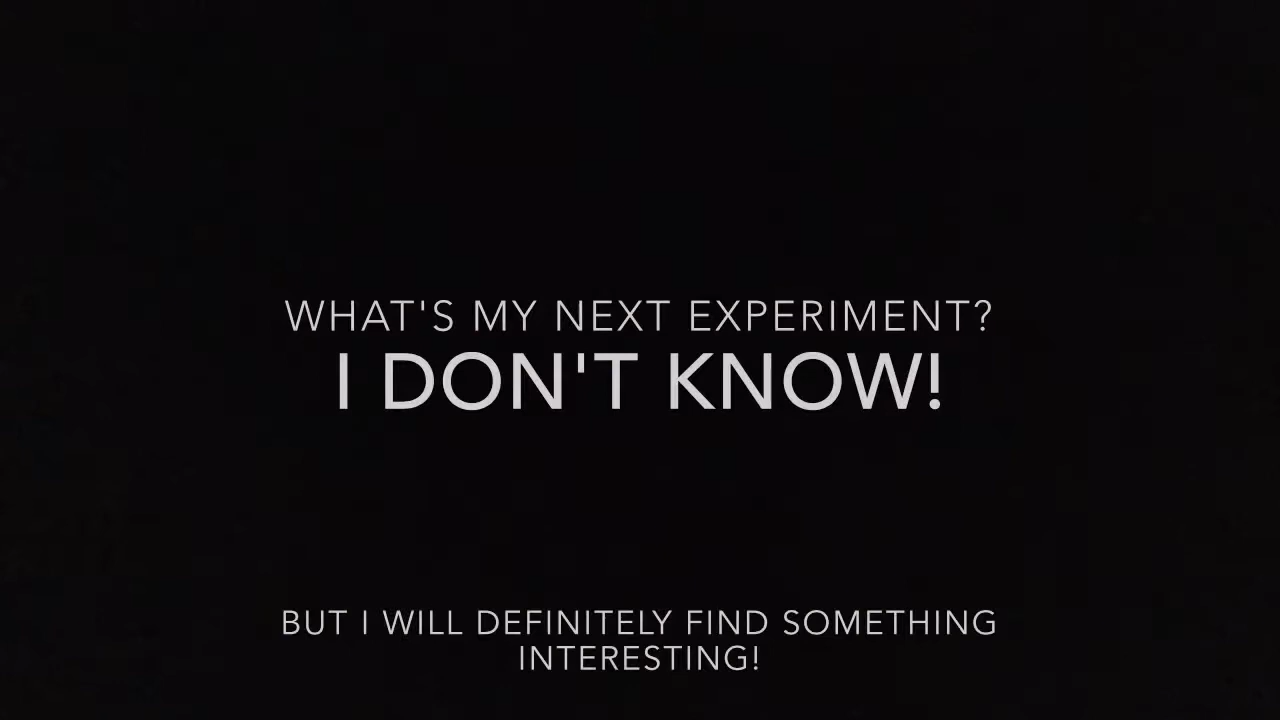 WHAT'S MY NEXT EXPERIMENT?
I DON'T KNOW!
BUT I WILL DEFINITELY FIND SOMETHING
INTERESTING!